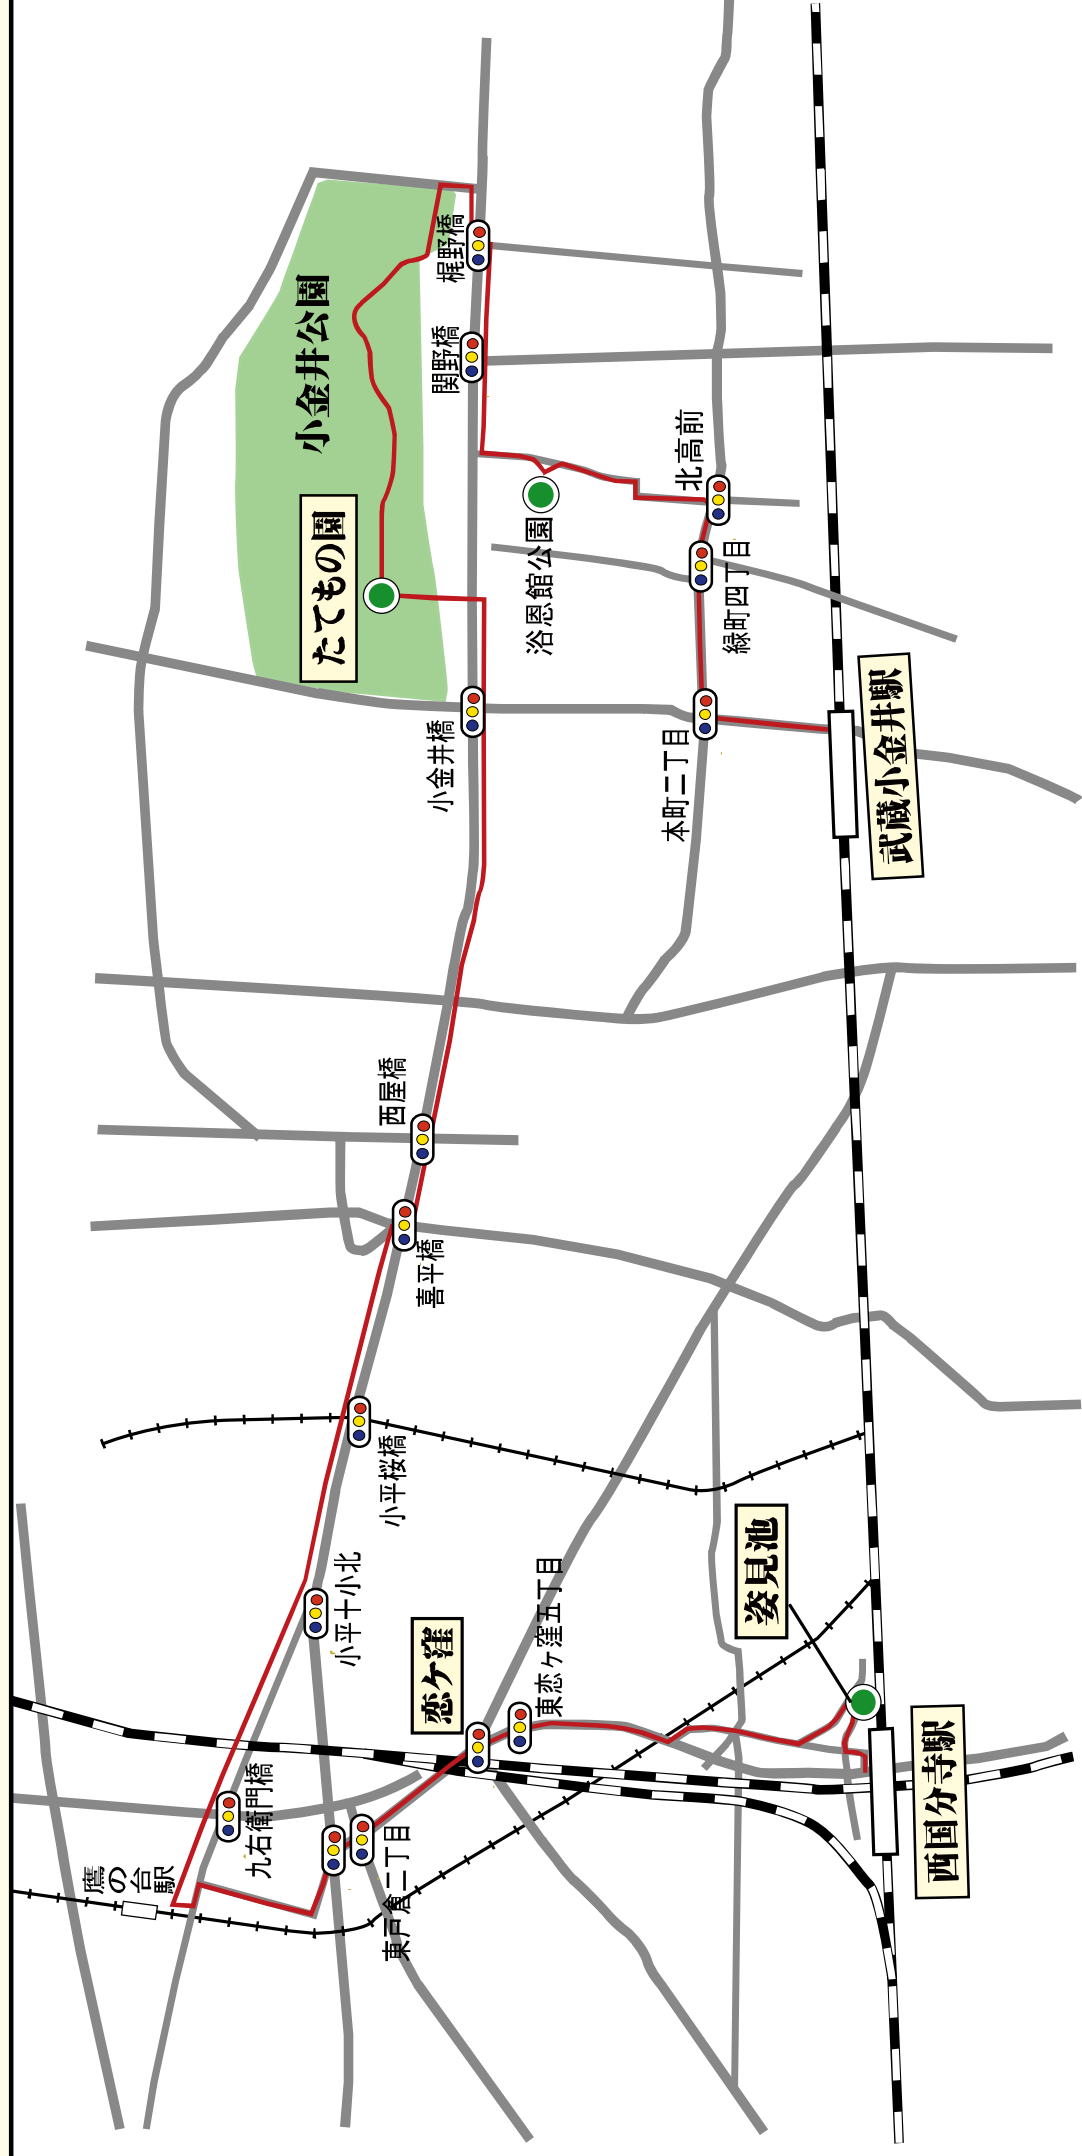 小金井公園
たてもの園
梶野橋
関野橋
浴恩館公園
北高前
緑町四丁目
本町二丁目
小金井橋
武蔵小金井駅
西屋橋
喜平橋
小平桜橋
小平十小北
恋ケ窪
東恋ケ窪五丁目
姿見池
九右衛門橋
鷹の台駅
東戸倉二丁目
西国分寺駅